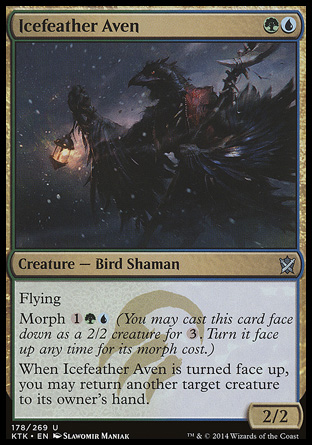 Icefeather Aven
Creature — Bird Shaman
Flying
Morph 1 (You may cast this card face
down as a 2/2 creature for 3. Turn it face
up any time for its morph cost.)
When Icefeather Aven is turned face up,
you may return another target creature
to its owner's hand.
2/2
178/269 U
KTK • EN Slawomir Maniak
™ & © 2014 Wizards of the Coast